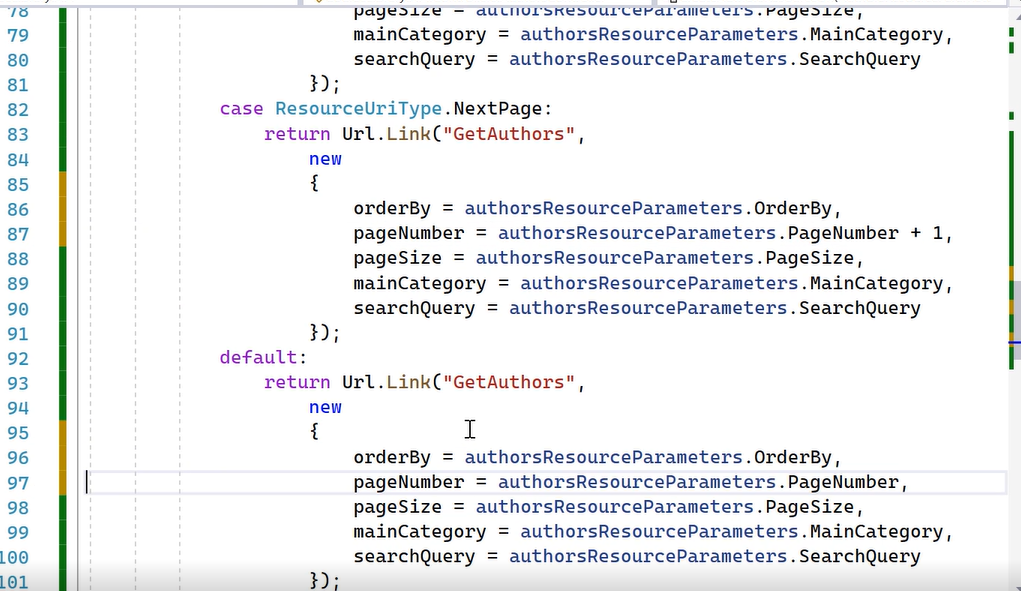 78 pageSize = authorsResourceParameters.PageSize,
79 mainCategory = authorsResourceParameters.MainCategory,
80 searchQuery = authorsResourceParameters.SearchQuery
81 });
82 case ResourceUriType.NextPage:
83 return Url.Link("GetAuthors",
84 new
85 {
86 orderBy = authorsResourceParameters.OrderBy,
87 pageNumber = authorsResourceParameters.PageNumber + 1,
88 pageSize = authorsResourceParameters.PageSize,
89 mainCategory = authorsResourceParameters.MainCategory,
90 searchQuery = authorsResourceParameters.SearchQuery
91 });
92 default:
93 return Url.Link("GetAuthors",
94 new
95 {
96 orderBy = authorsResourceParameters.OrderBy,
97 pageNumber = authorsResourceParameters.PageNumber,
98 pageSize = authorsResourceParameters.PageSize,
99 mainCategory = authorsResourceParameters.MainCategory,
100 searchQuery = authorsResourceParameters.SearchQuery
101 });